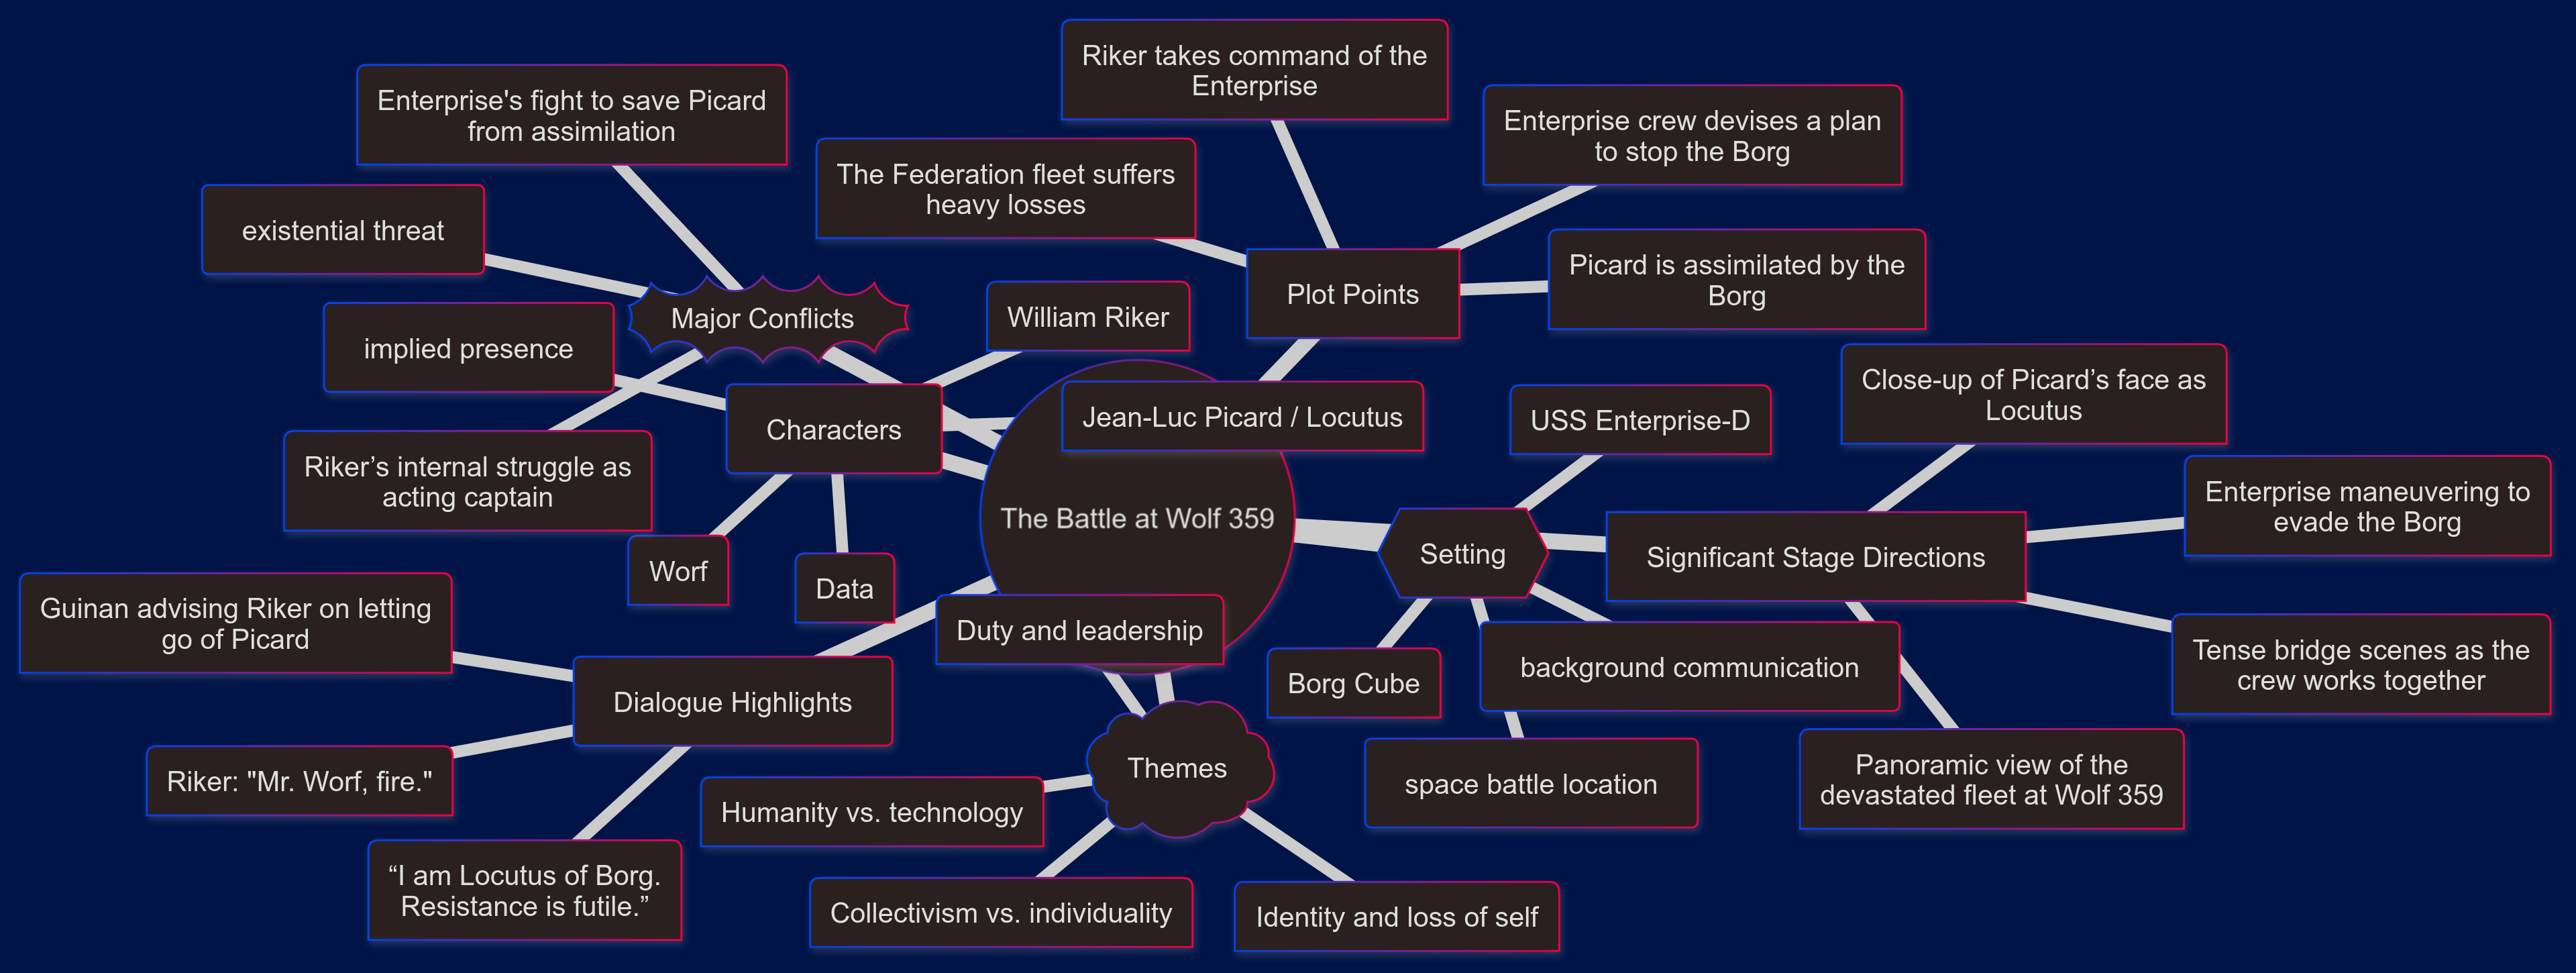 Riker takes command of the
Enterprise
Enterprise's fight to save Picard
from assimilation
Enterprise crew devises a plan
to stop the Borg
The Federation fleet suffers
heavy losses
existential threat
Picard is assimilated by the
Borg
Plot Points
Major Conflicts
William Riker
implied presence
Close-up of Picard’s face as
Locutus
Jean-Luc Picard / Locutus
USS Enterprise-D
Characters
Riker’s internal struggle as
acting captain
Enterprise maneuvering to
evade the Borg
The Battle at Wolf 359
Setting
Significant Stage Directions
Worf
Data
Guinan advising Riker on letting
go of Picard
Duty and leadership
Tense bridge scenes as the
crew works together
background communication
Borg Cube
Dialogue Highlights
Themes
Riker: "Mr. Worf, fire."
space battle location
Panoramic view of the
devastated fleet at Wolf 359
Humanity vs. technology
“I am Locutus of Borg.
Resistance is futile.”
Collectivism vs. individuality
Identity and loss of self